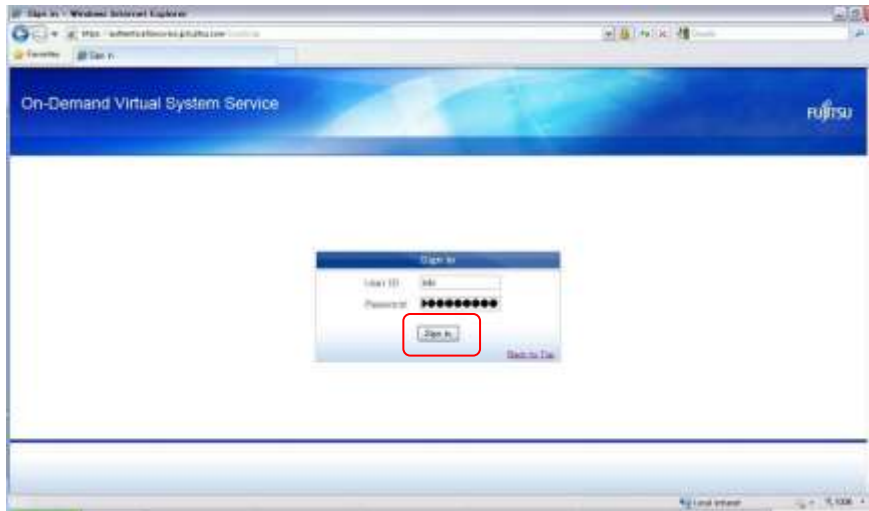 Sign in - Windows Internet Explorer
Favorites
Sign in
On-Demand Virtual System Service
FUJITSU
Sign in
User ID
Password
Sign in
Back to Top
Local intranet
100%